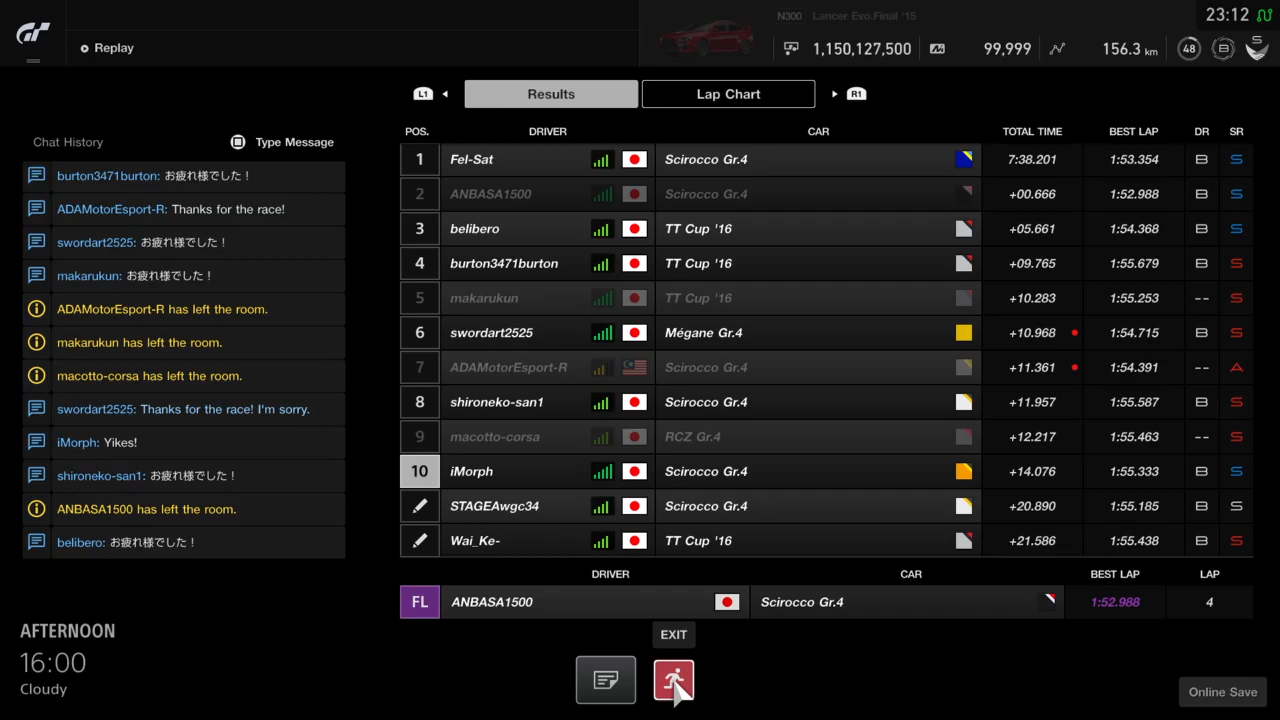 N300 Lancer Evo.Final '15
23:12
Replay
1,150,127,500
99,999
156.3 km
48
B
S
L1
Results
Lap Chart
R1
Chat History
Type Message
burton3471burton: お疲れ様でした！
ADAMotorEsport-R: Thanks for the race!
swordart2525: お疲れ様でした！
makarukun: お疲れ様でした！
ADAMotorEsport-R has left the room.
makarukun has left the room.
macotto-corsa has left the room.
swordart2525: Thanks for the race! I'm sorry.
iMorph: Yikes!
shironeko-san1: お疲れ様でした！
ANBASA1500 has left the room.
belibero: お疲れ様でした！
POS. DRIVER CAR TOTAL TIME BEST LAP DR SR
1 Fel-Sat Scirocco Gr.4 7:38.201 1:53.354 B S
2 ANBASA1500 Scirocco Gr.4 +00.666 1:52.988 B S
3 belibero TT Cup '16 +05.661 1:54.368 B S
4 burton3471burton TT Cup '16 +09.765 1:55.679 B S
5 makarukun TT Cup '16 +10.283 1:55.253 -- S
6 swordart2525 Mégane Gr.4 +10.968 1:54.715 B S
7 ADAMotorEsport-R Scirocco Gr.4 +11.361 1:54.391 -- A
8 shironeko-san1 Scirocco Gr.4 +11.957 1:55.587 B S
9 macotto-corsa RCZ Gr.4 +12.217 1:55.463 -- S
10 iMorph Scirocco Gr.4 +14.076 1:55.333 B S
STAGEAwgc34 Scirocco Gr.4 +20.890 1:55.185 B S
Wai_Ke- TT Cup '16 +21.586 1:55.438 B S
DRIVER CAR BEST LAP LAP
FL ANBASA1500 Scirocco Gr.4 1:52.988 4
EXIT
AFTERNOON
16:00
Cloudy
Online Save